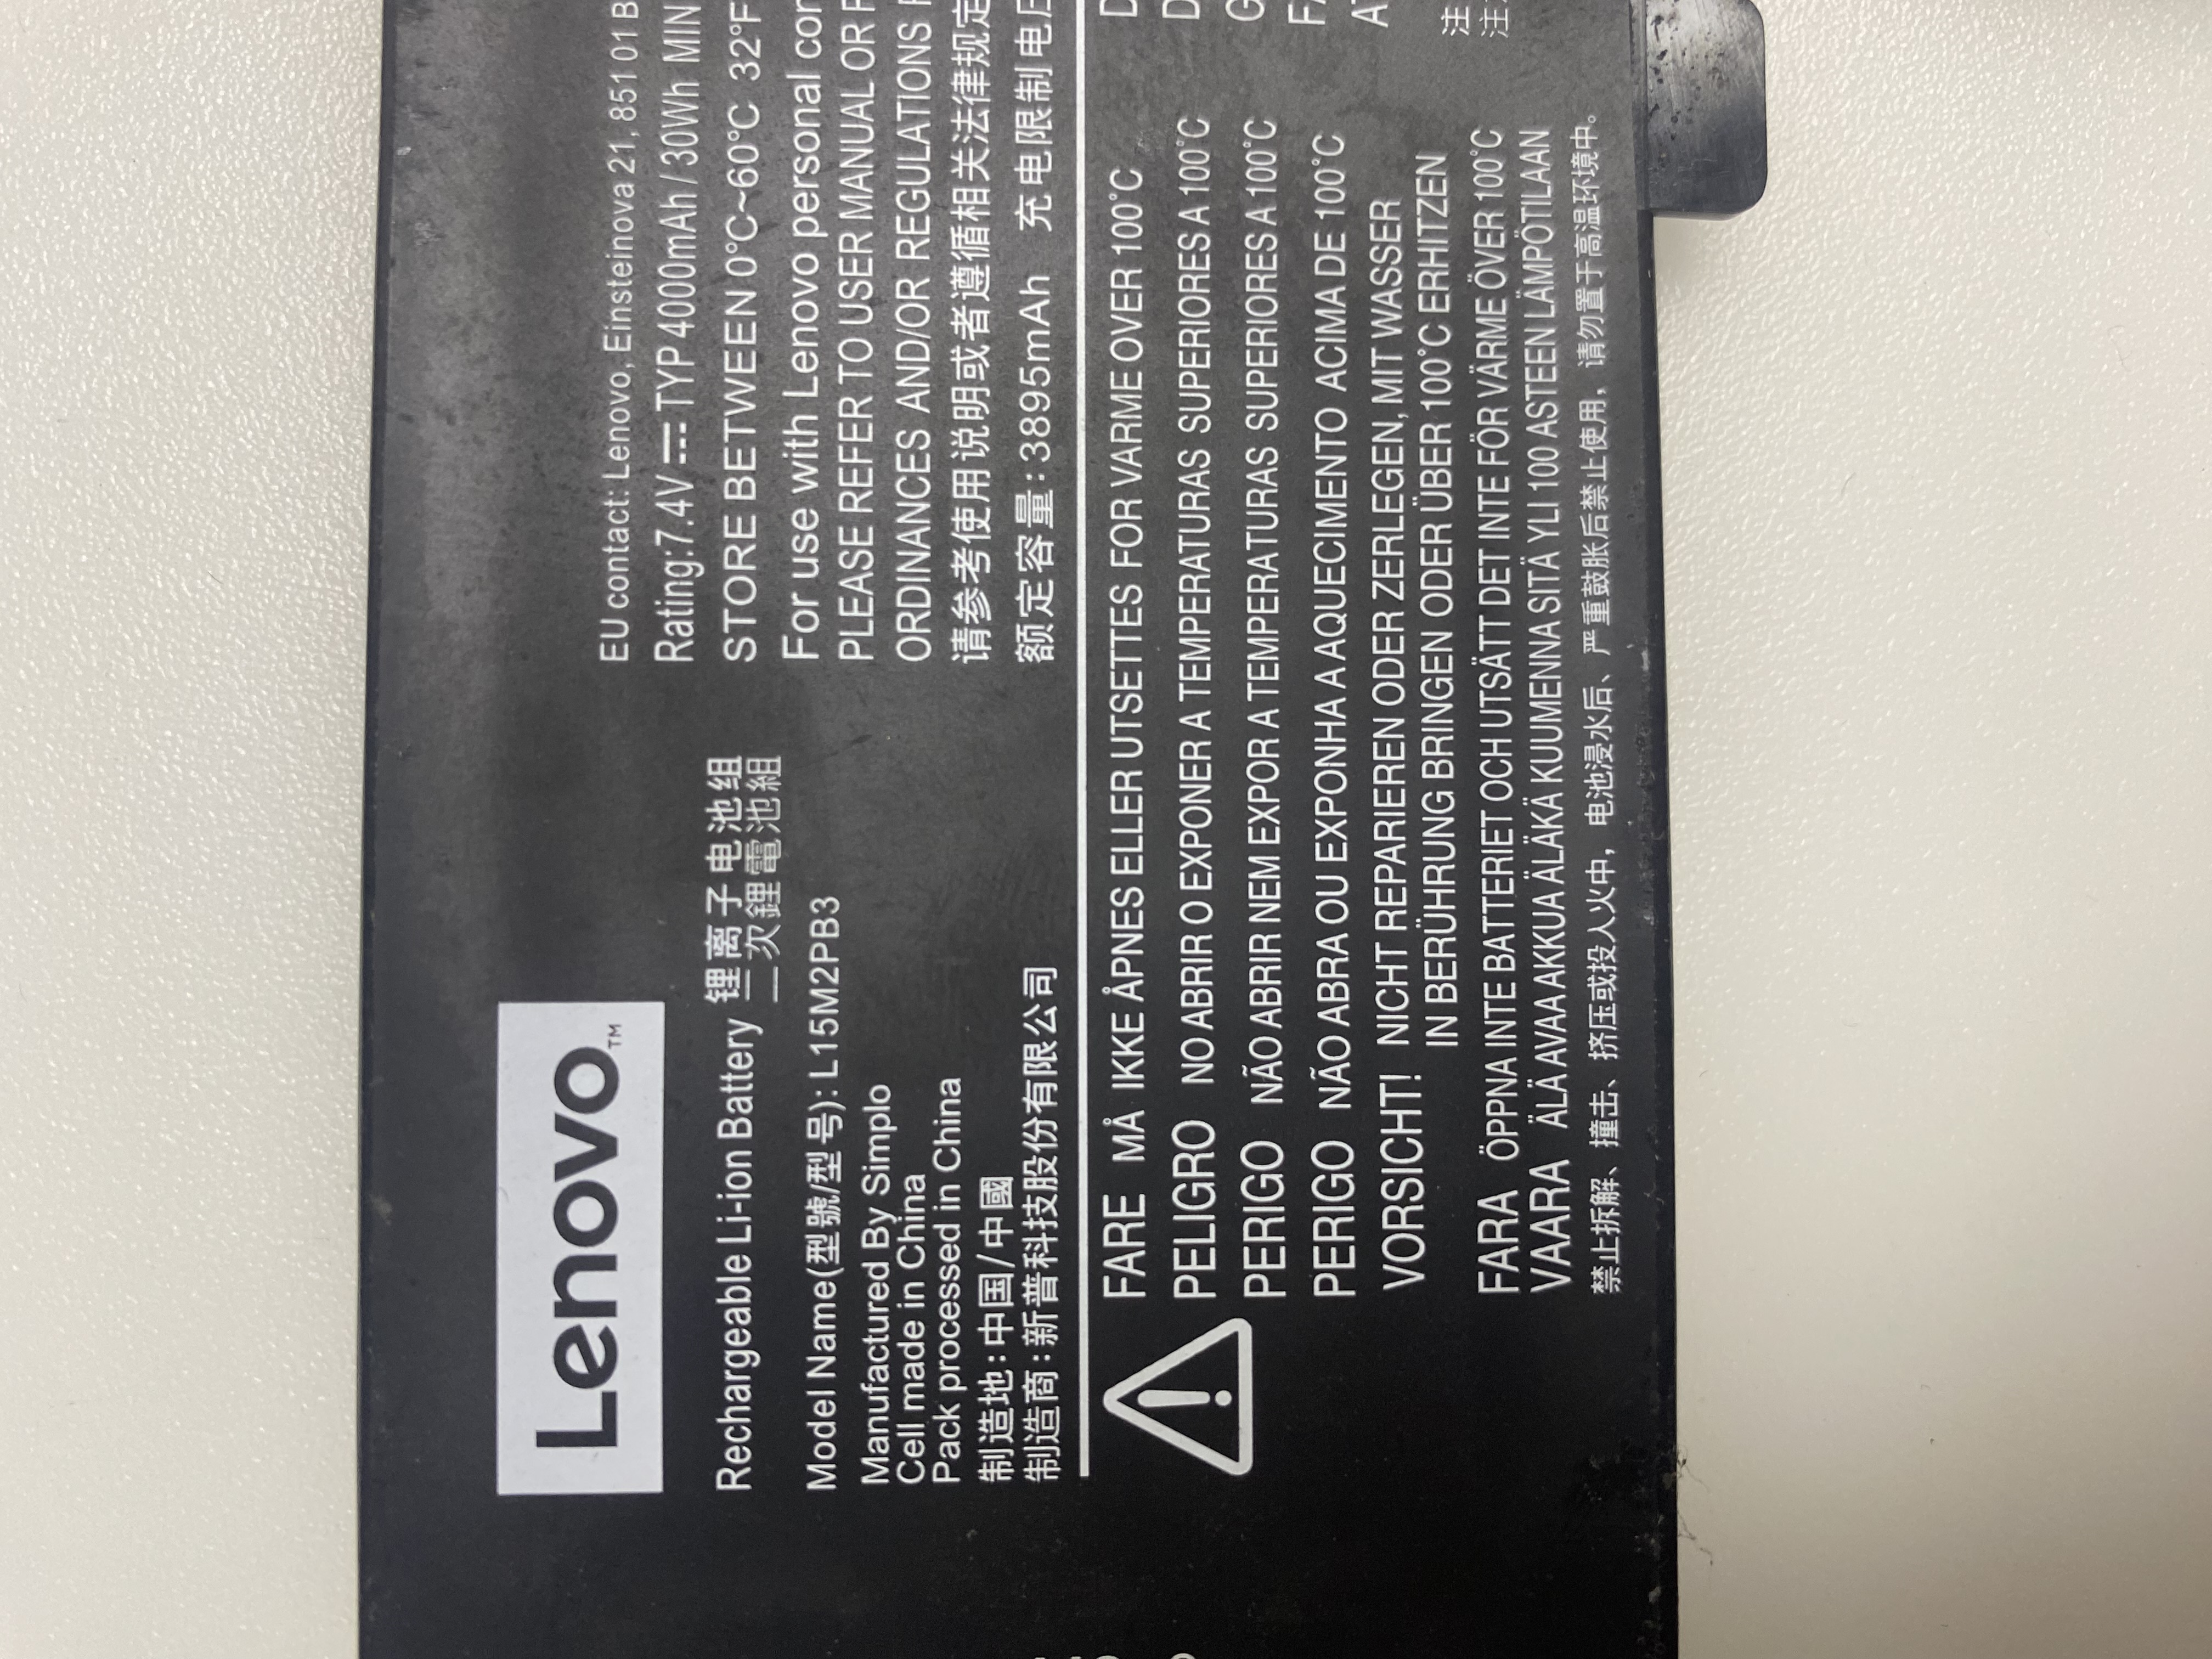 Lenovo™
Rechargeable Li-ion Battery 锂离子电池组
二次鋰電池組
Model Name(型號/型号): L15M2PB3
Manufactured By Simplo
Cell made in China
Pack processed in China
制造地:中国/中國
制造商:新普科技股份有限公司
EU contact: Lenovo, Einsteinova 21, 851 01 B
Rating:7.4V⎓TYP 4000mAh / 30Wh MIN
STORE BETWEEN 0°C~60°C 32°F
For use with Lenovo personal
PLEASE REFER TO USER MANUAL OR
ORDINANCES AND/OR REGULATIONS
请参考使用说明或者遵循相关法律规定
额定容量:3895mAh 充电限制电压
FARE MÅ IKKE ÅPNES ELLER UTSETTES FOR VARME OVER 100°C
PELIGRO NO ABRIR O EXPONER A TEMPERATURAS SUPERIORES A 100°C
PERIGO NÃO ABRIR NEM EXPOR A TEMPERATURAS SUPERIORES A 100°C
PERIGO NÃO ABRA OU EXPONHA A AQUECIMENTO ACIMA DE 100°C
VORSICHT! NICHT REPARIEREN ODER ZERLEGEN, MIT WASSER
IN BERÜHRUNG BRINGEN ODER ÜBER 100°C ERHITZEN
FARA ÖPPNA INTE BATTERIET OCH UTSÄTT DET INTE FÖR VÄRME ÖVER 100°C
VAARA ÄLÄ AVAA AKKUA ÄLÄKÄ KUUMENNA SITÄ YLI 100 ASTEEN LÄMPÖTILAAN
禁止拆解、撞击、挤压或投入火中，电池浸水后、严重鼓胀后禁止使用，请勿置于高温环境中。
D
D
G
FA
AT
注
注